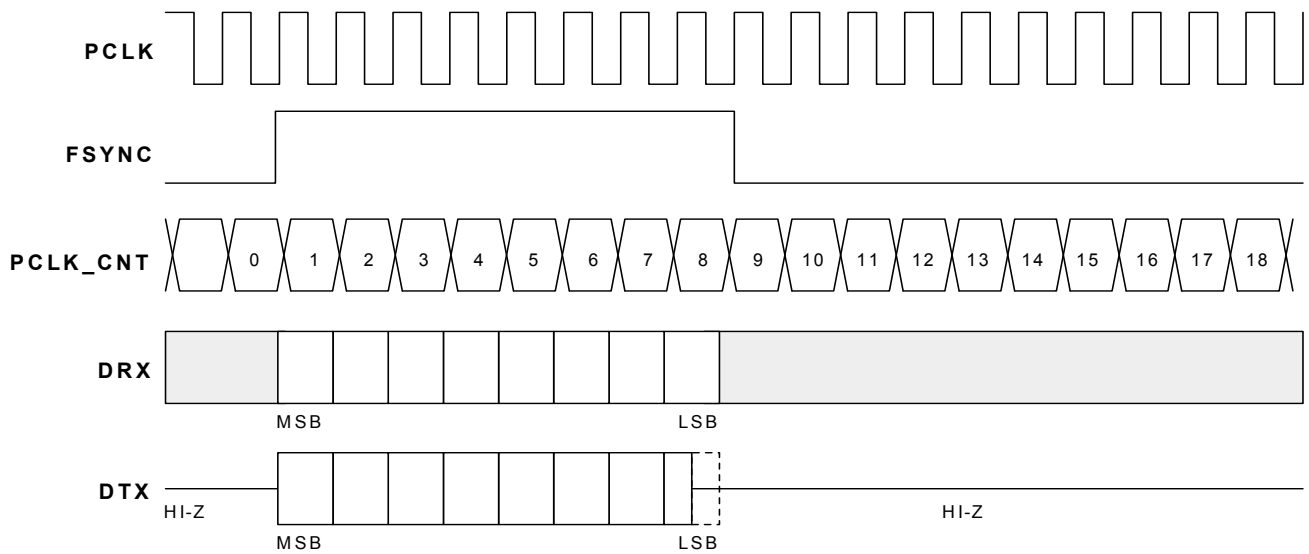 PCLK
FSYNC
PCLK_CNT 0 1 2 3 4 5 6 7 8 9 10 11 12 13 14 15 16 17 18
DRX
MSB LSB
DTX
HI-Z HI-Z
MSB LSB